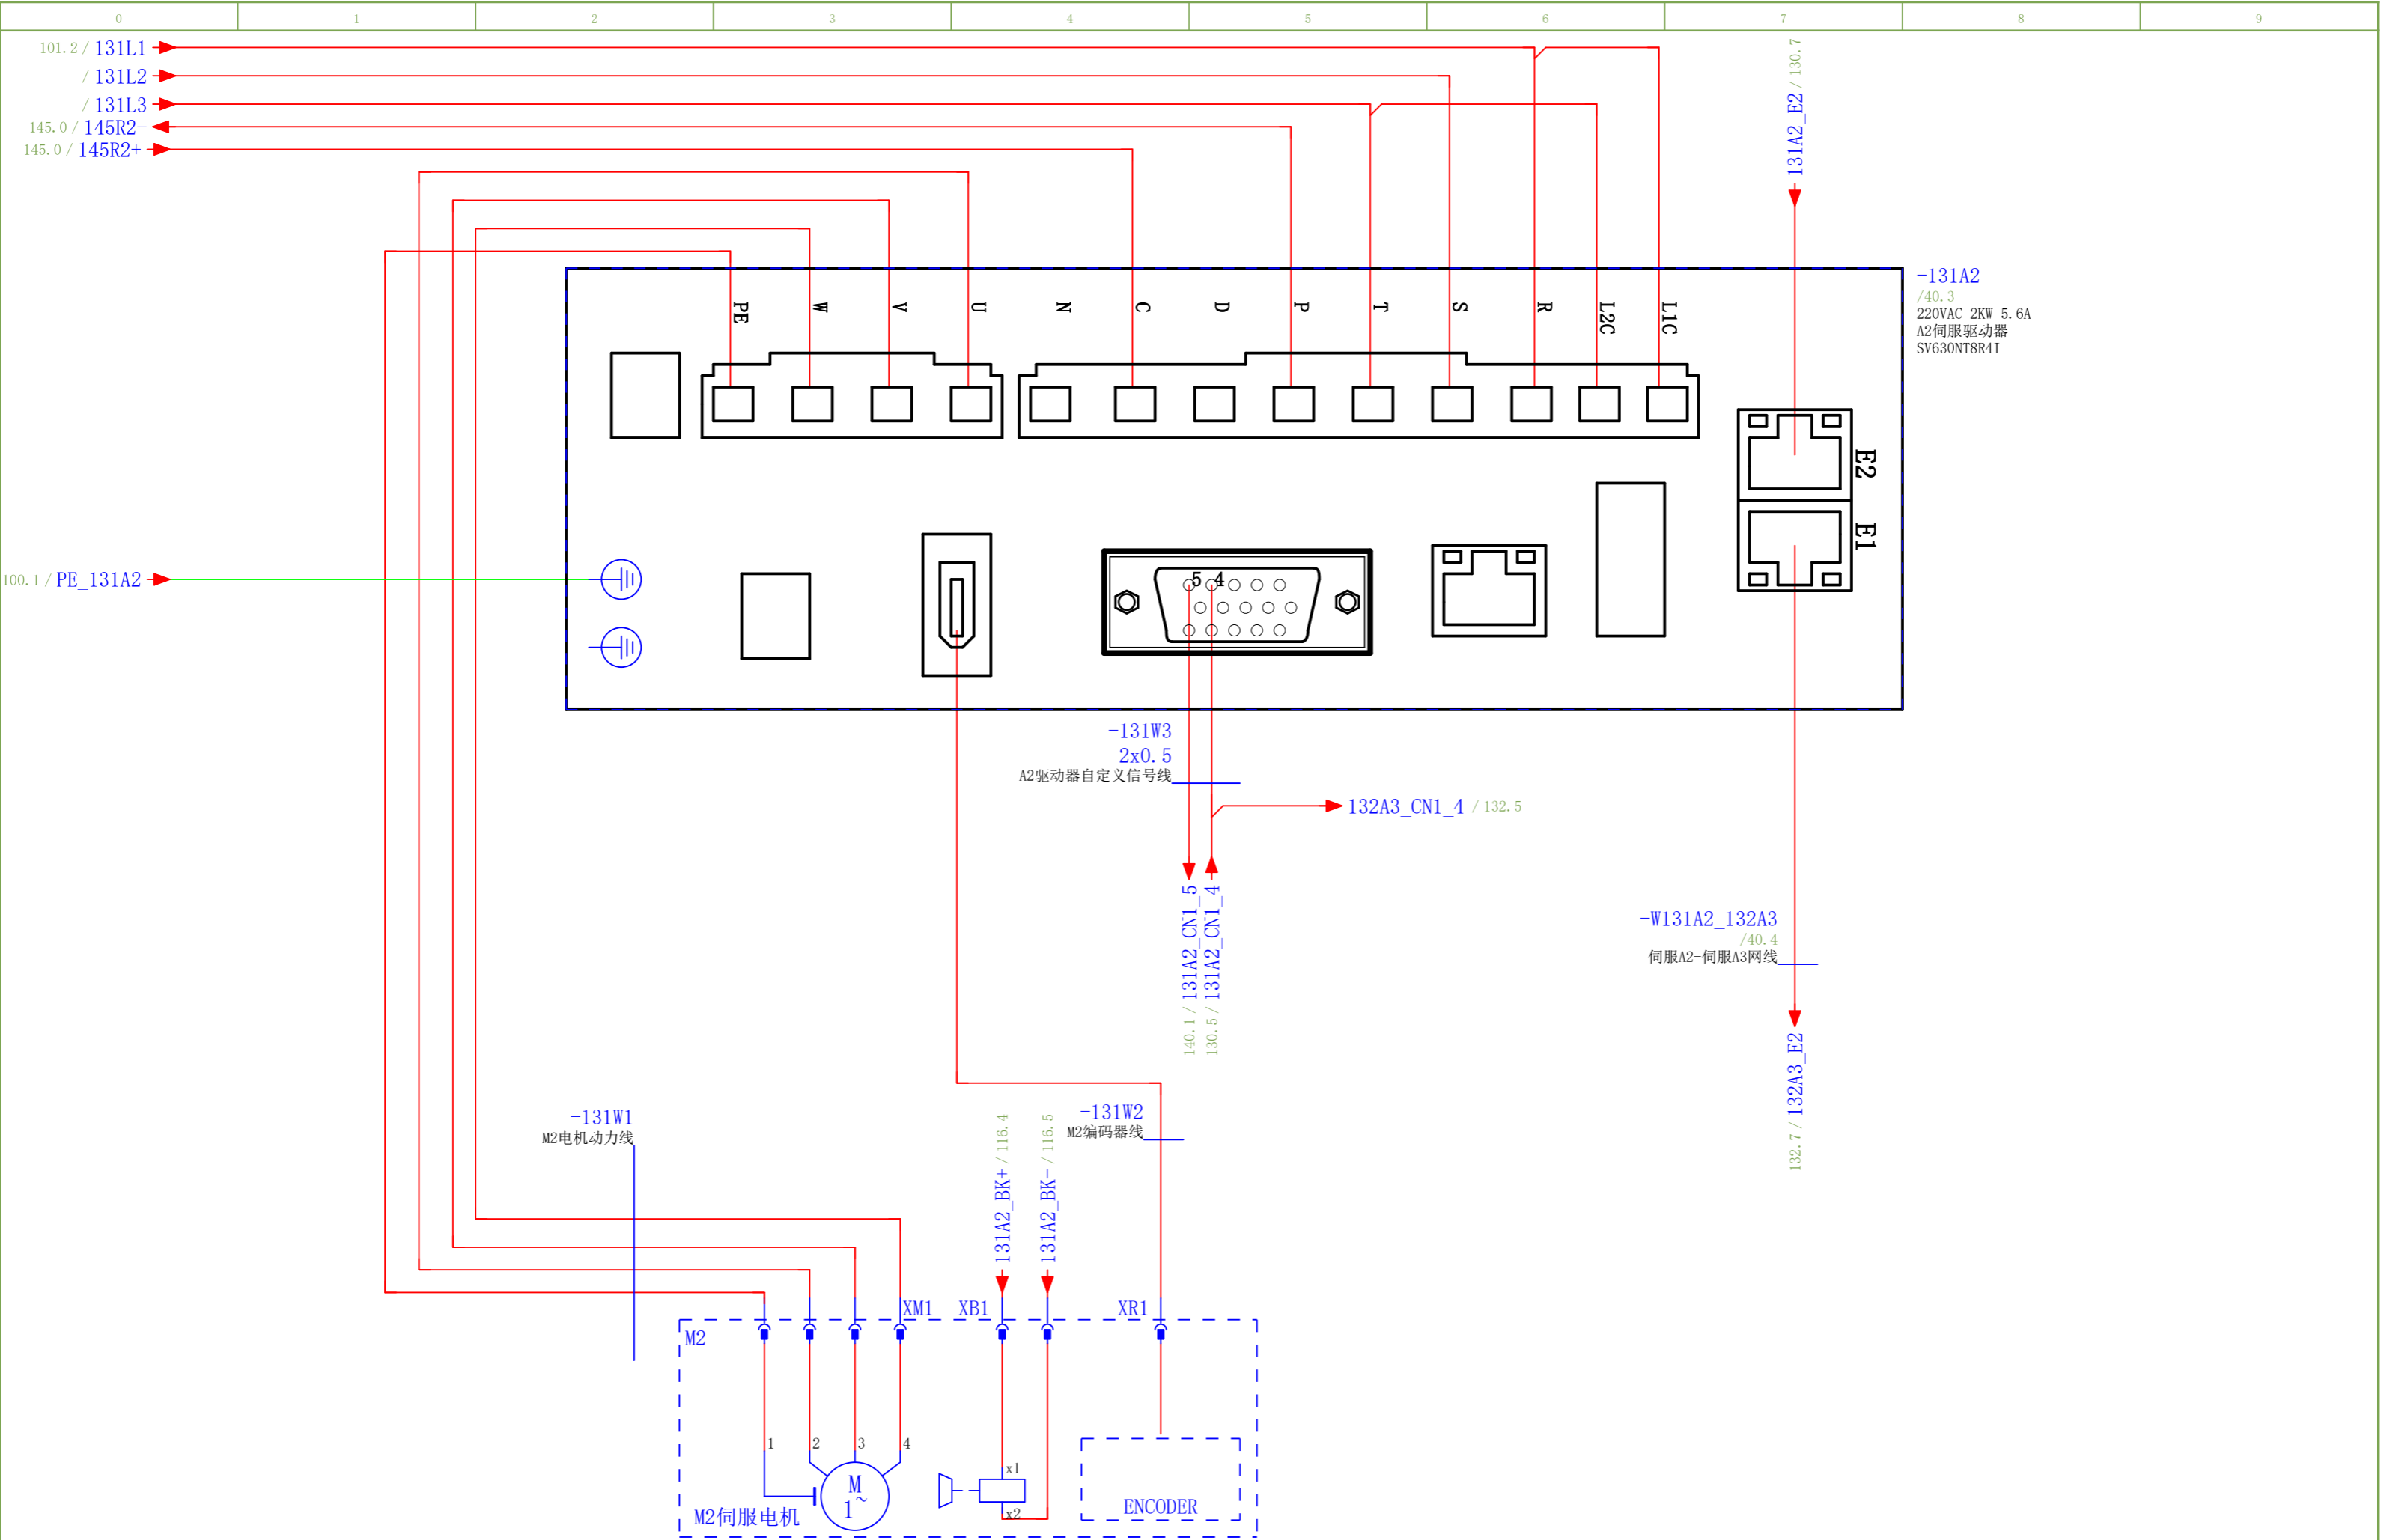 0 1 2 3 4 5 6 7 8 9
101.2 / 131L1
/ 131L2
/ 131L3
145.0 / 145R2-
145.0 / 145R2+
131A2_E2 / 130.7
-131A2
/40.3
220VAC 2KW 5.6A
A2伺服驱动器
SV630NT8R4I
PE W V U N C D P T S R L2C L1C
E2
E1
100.1 / PE_131A2
5 4
-131W3
2x0.5
A2驱动器自定义信号线
132A3_CN1_4 / 132.5
140.1 / 131A2_CN1_5
130.5 / 131A2_CN1_4
-W131A2_132A3
/40.4
伺服A2-伺服A3网线
132.7 / 132A3_E2
-131W1
M2电机动力线
131A2_BK+ / 116.4
131A2_BK- / 116.5
-131W2
M2编码器线
XM1 XB1 XR1
M2
1 2 3 4
M
1~
x1
x2
M2伺服电机
ENCODER